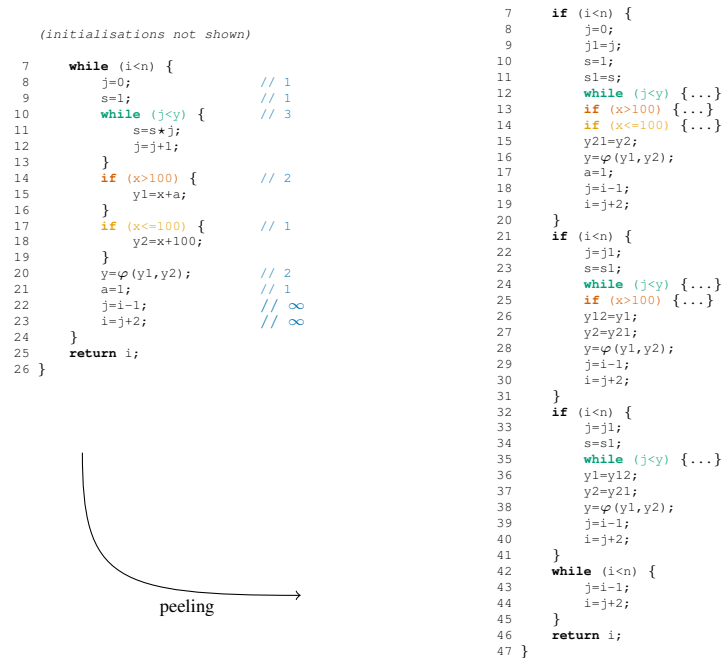 (initialisations not shown)
7 while (i<n) {
8 j=0; // 1
9 s=1; // 1
10 while (j<y) { // 3
11 s=s⋆j;
12 j=j+1;
13 }
14 if (x>100) { // 2
15 y1=x+a;
16 }
17 if (x<=100) { // 1
18 y2=x+100;
19 }
20 y=φ(y1,y2); // 2
21 a=1; // 1
22 j=i-1; // ∞
23 i=j+2; // ∞
24 }
25 return i;
26 }
peeling
7 if (i<n) {
8 j=0;
9 j1=j;
10 s=1;
11 s1=s;
12 while (j<y) {...}
13 if (x>100) {...}
14 if (x<=100) {...}
15 y21=y2;
16 y=φ(y1,y2);
17 a=1;
18 j=i-1;
19 i=j+2;
20 }
21 if (i<n) {
22 j=j1;
23 s=s1;
24 while (j<y) {...}
25 if (x>100) {...}
26 y12=y1;
27 y2=y21;
28 y=φ(y1,y2);
29 j=i-1;
30 i=j+2;
31 }
32 if (i<n) {
33 j=j1;
34 s=s1;
35 while (j<y) {...}
36 y1=y12;
37 y2=y21;
38 y=φ(y1,y2);
39 j=i-1;
40 i=j+2;
41 }
42 while (i<n) {
43 j=i-1;
44 i=j+2;
45 }
46 return i;
47 }